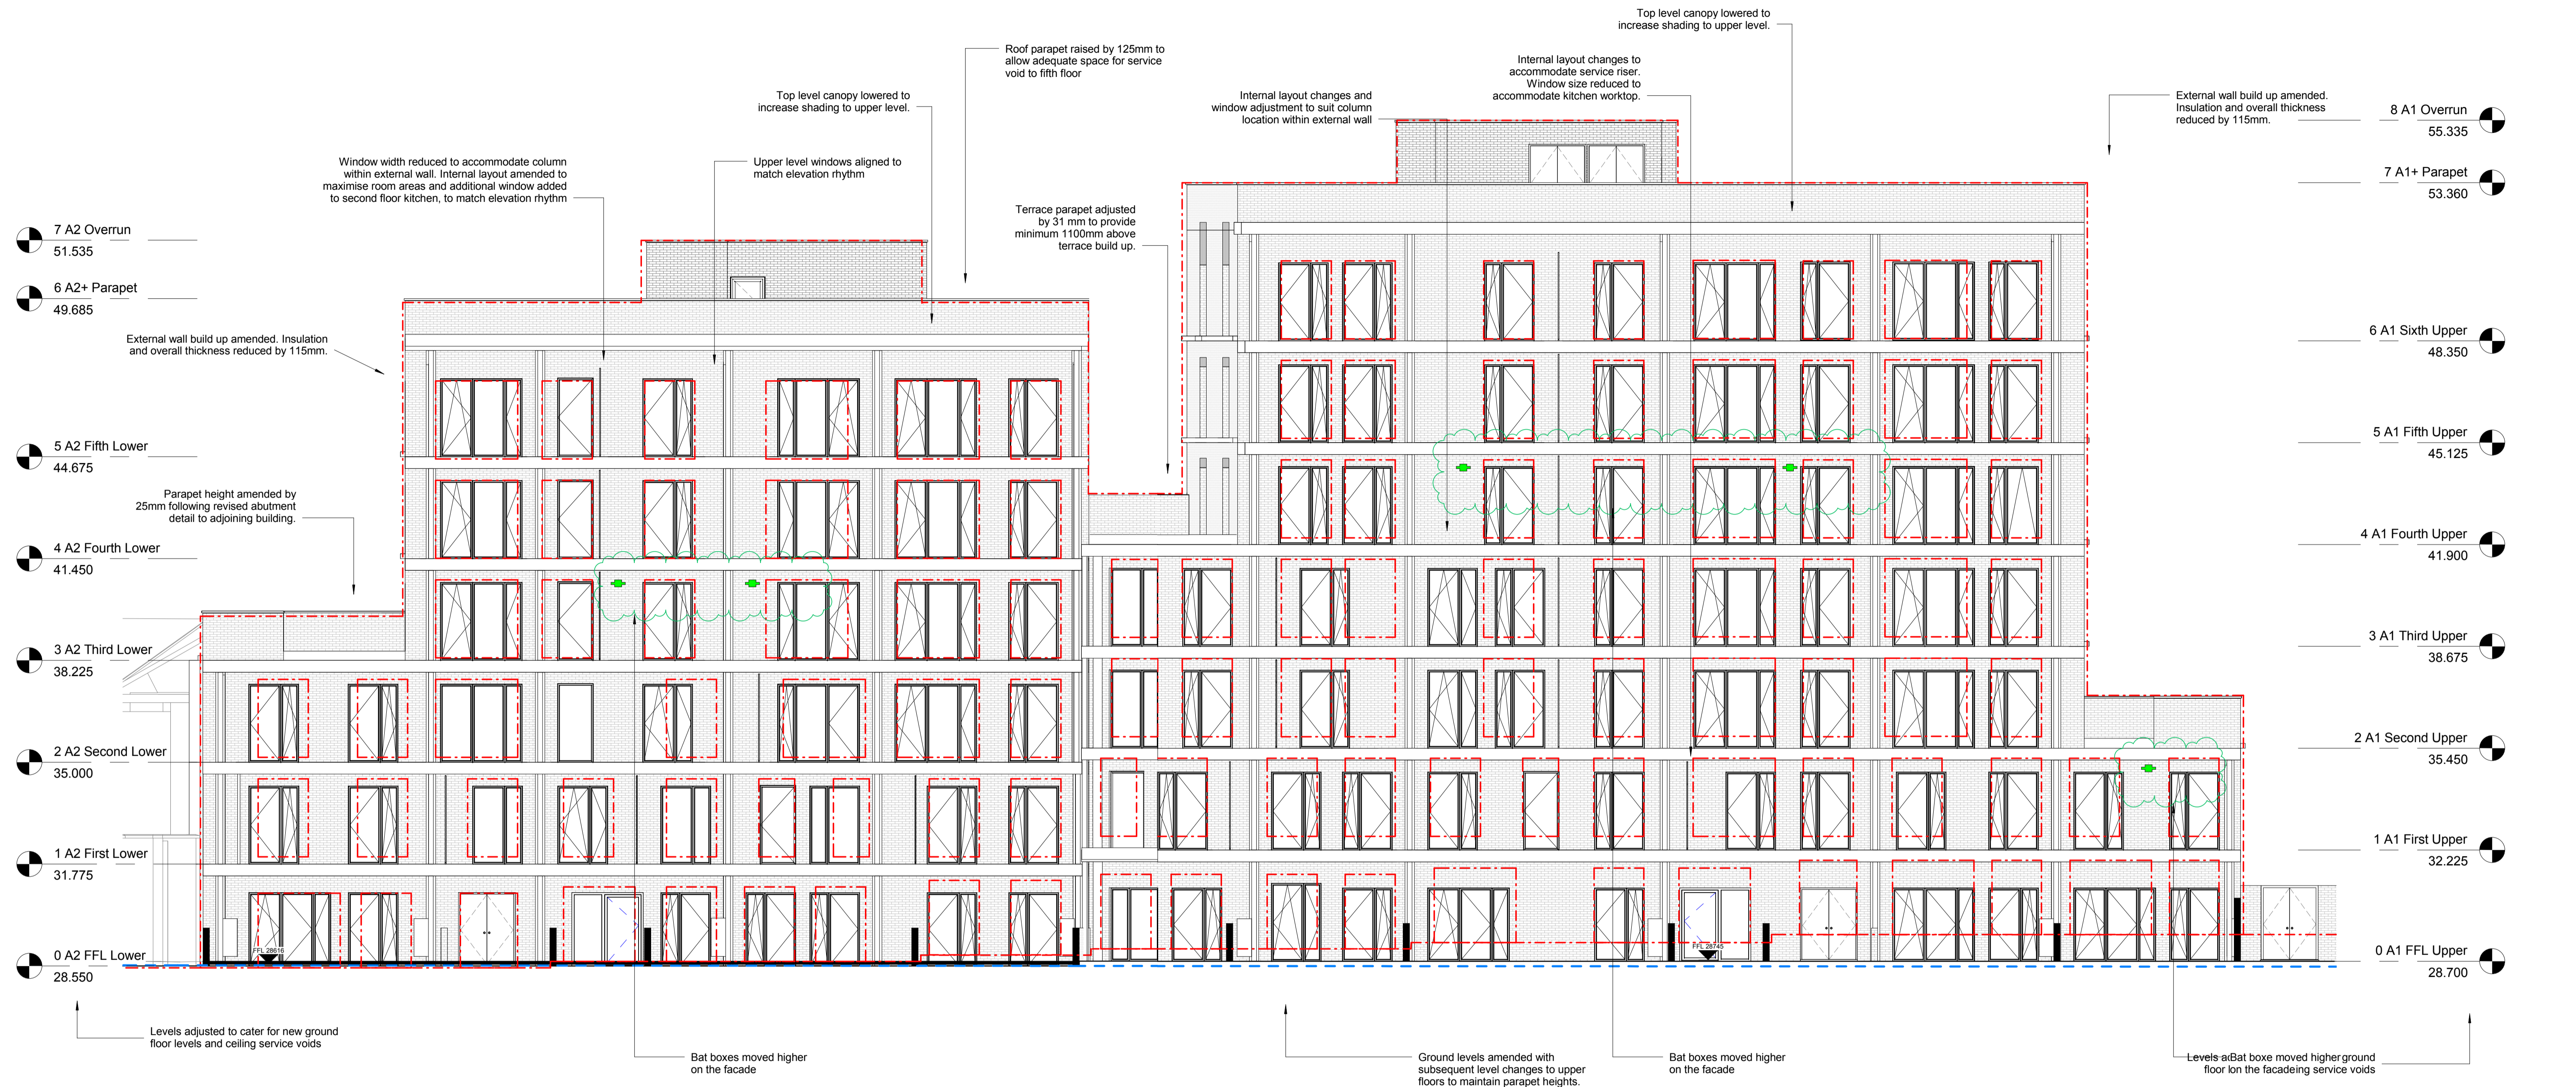 Top level canopy lowered to
increase shading to upper level.
Roof parapet raised by 125mm to
allow adequate space for service
void to fifth floor
Internal layout changes to
accommodate service riser.
Window size reduced to
accommodate kitchen worktop.
Top level canopy lowered to
increase shading to upper level.
Internal layout changes and
window adjustment to suit column
location within external wall
External wall build up amended.
Insulation and overall thickness
reduced by 115mm.
8 A1 Overrun
55.335
Window width reduced to accommodate column
within external wall. Internal layout amended to
maximise room areas and additional window added
to second floor kitchen, to match elevation rhythm
Upper level windows aligned to
match elevation rhythm
7 A1+ Parapet
53.360
Terrace parapet adjusted
by 31 mm to provide
minimum 1100mm above
terrace build up.
7 A2 Overrun
51.535
6 A2+ Parapet
49.685
External wall build up amended. Insulation
and overall thickness reduced by 115mm.
6 A1 Sixth Upper
48.350
5 A2 Fifth Lower
44.675
5 A1 Fifth Upper
45.125
Parapet height amended by
25mm following revised abutment
detail to adjoining building.
4 A2 Fourth Lower
41.450
4 A1 Fourth Upper
41.900
3 A2 Third Lower
38.225
3 A1 Third Upper
38.675
2 A2 Second Lower
35.000
2 A1 Second Upper
35.450
1 A2 First Lower
31.775
1 A1 First Upper
32.225
FFL 28616
FFL 28745
0 A2 FFL Lower
28.550
0 A1 FFL Upper
28.700
Levels adjusted to cater for new ground
floor levels and ceiling service voids
Bat boxes moved higher
on the facade
Ground levels amended with
subsequent level changes to upper
floors to maintain parapet heights.
Bat boxes moved higher
on the facade
Bat boxe moved higher
on the facade
Levels ground
floor service voids